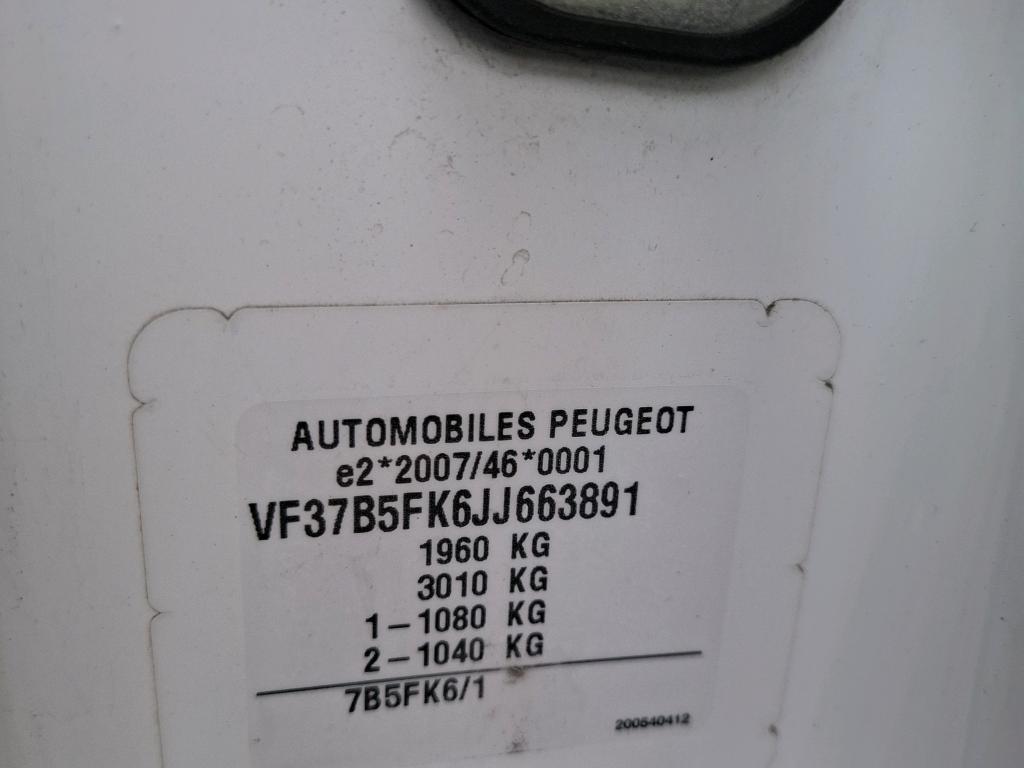 AUTOMOBILES PEUGEOT
e2*2007/46*0001
VF37B5FK6JJ663891
1960 KG
3010 KG
1-1080 KG
2-1040 KG
7B5FK6/1
200540412